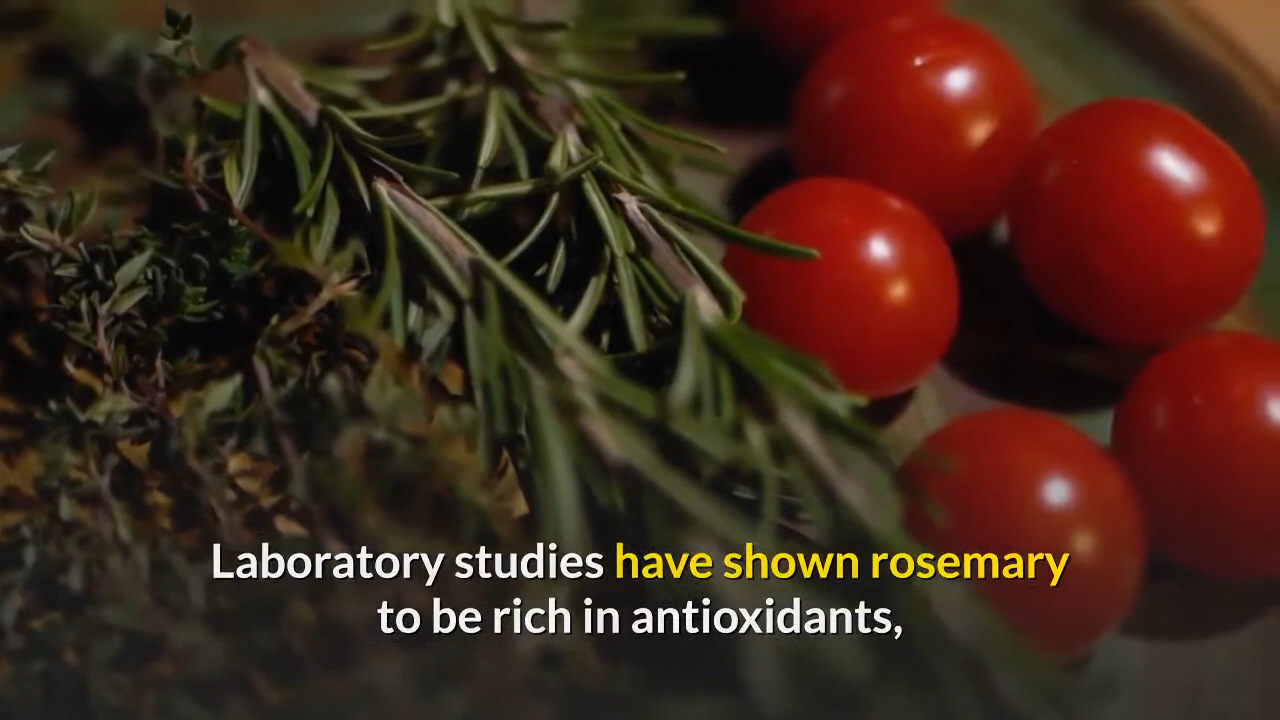 Laboratory studies have shown rosemary
to be rich in antioxidants,